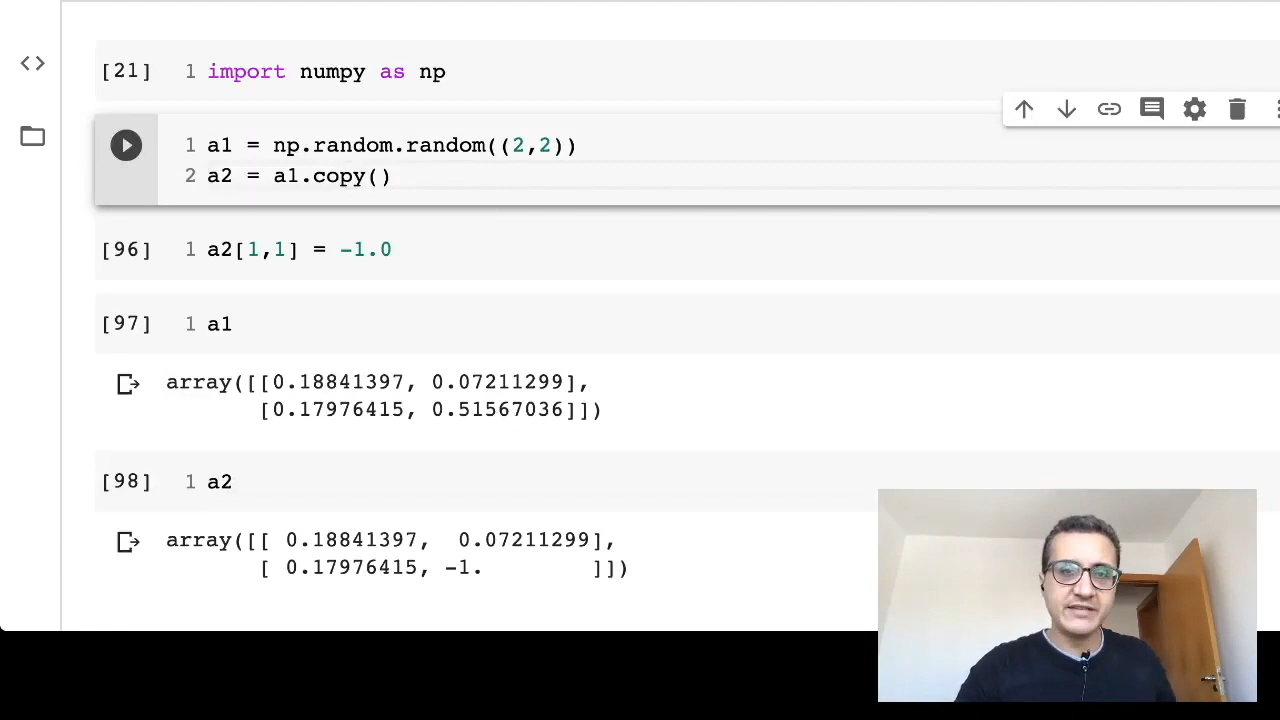 [21] 1 import numpy as np
1 a1 = np.random.random((2,2))
2 a2 = a1.copy()
[96] 1 a2[1,1] = -1.0
[97] 1 a1
array([[0.18841397, 0.07211299],
[0.17976415, 0.51567036]])
[98] 1 a2
array([[ 0.18841397,  0.07211299],
[ 0.17976415, -1.        ]])